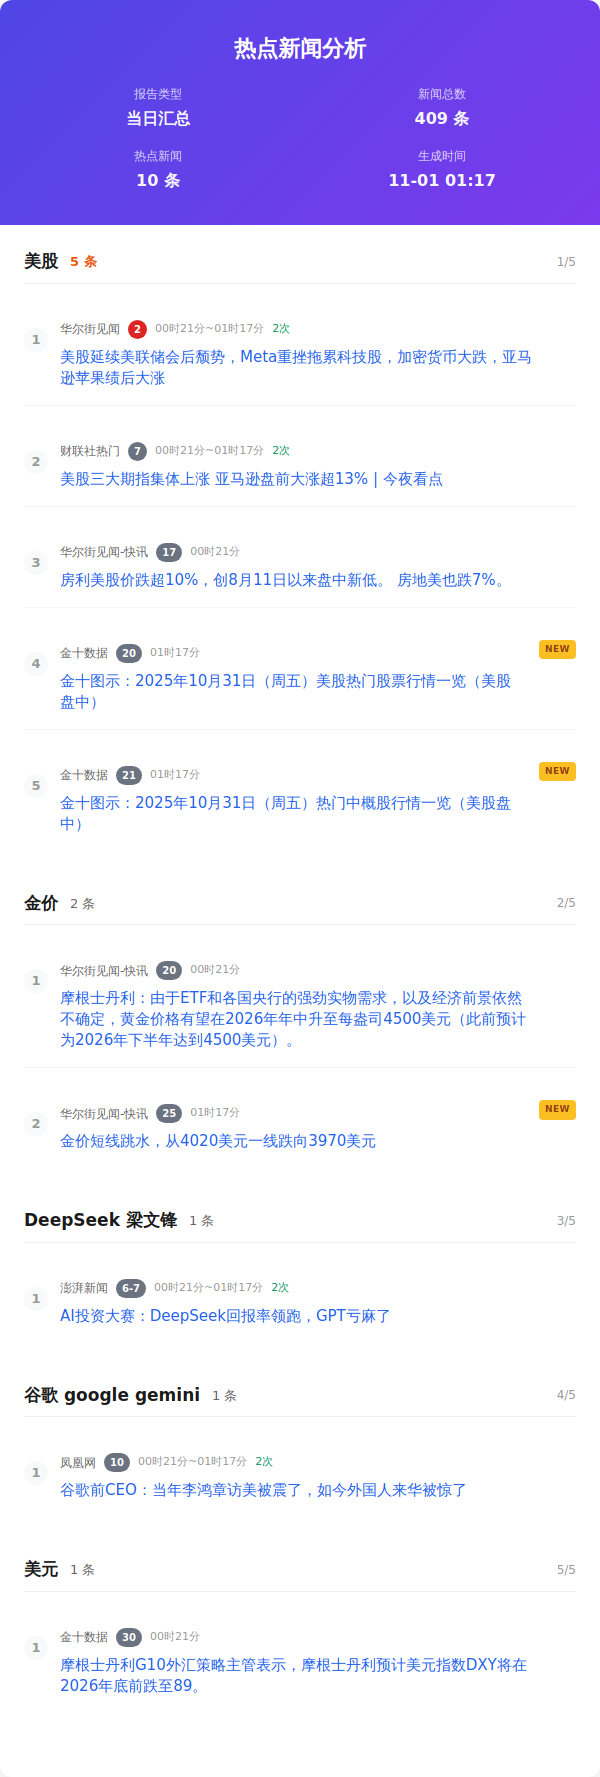 热点新闻分析
报告类型
新闻总数
当日汇总
409 条
热点新闻
生成时间
10 条
11-01 01:17
美股 5 条 1/5
1
华尔街见闻 2 00时21分~01时17分 2次
美股延续美联储会后颓势，Meta重挫拖累科技股，加密货币大跌，亚马
逊苹果绩后大涨
2
财联社热门 7 00时21分~01时17分 2次
美股三大期指集体上涨 亚马逊盘前大涨超13% | 今夜看点
3
华尔街见闻-快讯 17 00时21分
房利美股价跌超10%，创8月11日以来盘中新低。 房地美也跌7%。
4
金十数据 20 01时17分 NEW
金十图示：2025年10月31日（周五）美股热门股票行情一览（美股
盘中）
5
金十数据 21 01时17分 NEW
金十图示：2025年10月31日（周五）热门中概股行情一览（美股盘
中）
金价 2 条 2/5
1
华尔街见闻-快讯 20 00时21分
摩根士丹利：由于ETF和各国央行的强劲实物需求，以及经济前景依然
不确定，黄金价格有望在2026年年中升至每盎司4500美元（此前预计
为2026年下半年达到4500美元）。
2
华尔街见闻-快讯 25 01时17分 NEW
金价短线跳水，从4020美元一线跌向3970美元
DeepSeek 梁文锋 1 条 3/5
1
澎湃新闻 6-7 00时21分~01时17分 2次
AI投资大赛：DeepSeek回报率领跑，GPT亏麻了
谷歌 google gemini 1 条 4/5
1
凤凰网 10 00时21分~01时17分 2次
谷歌前CEO：当年李鸿章访美被震了，如今外国人来华被惊了
美元 1 条 5/5
1
金十数据 30 00时21分
摩根士丹利G10外汇策略主管表示，摩根士丹利预计美元指数DXY将在
2026年底前跌至89。